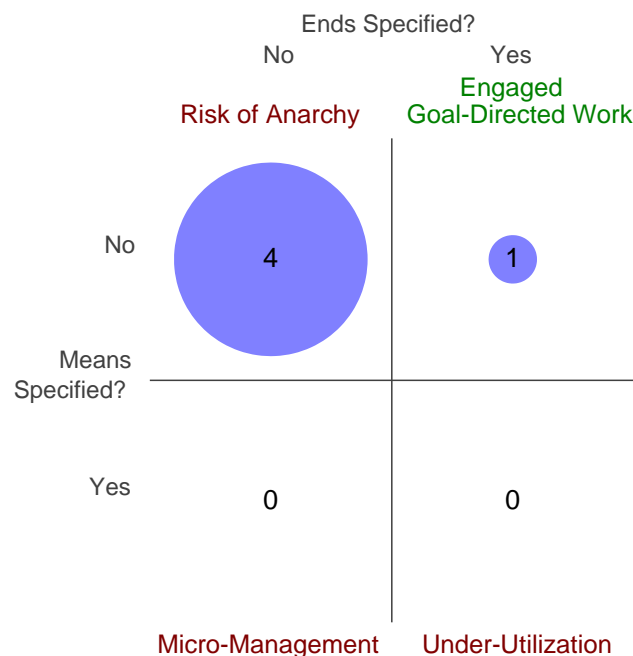 Ends Specified?
No Yes
Risk of Anarchy
Engaged
Goal-Directed Work
No
4
1
Means
Specified?
Yes
0
0
Micro-Management
Under-Utilization